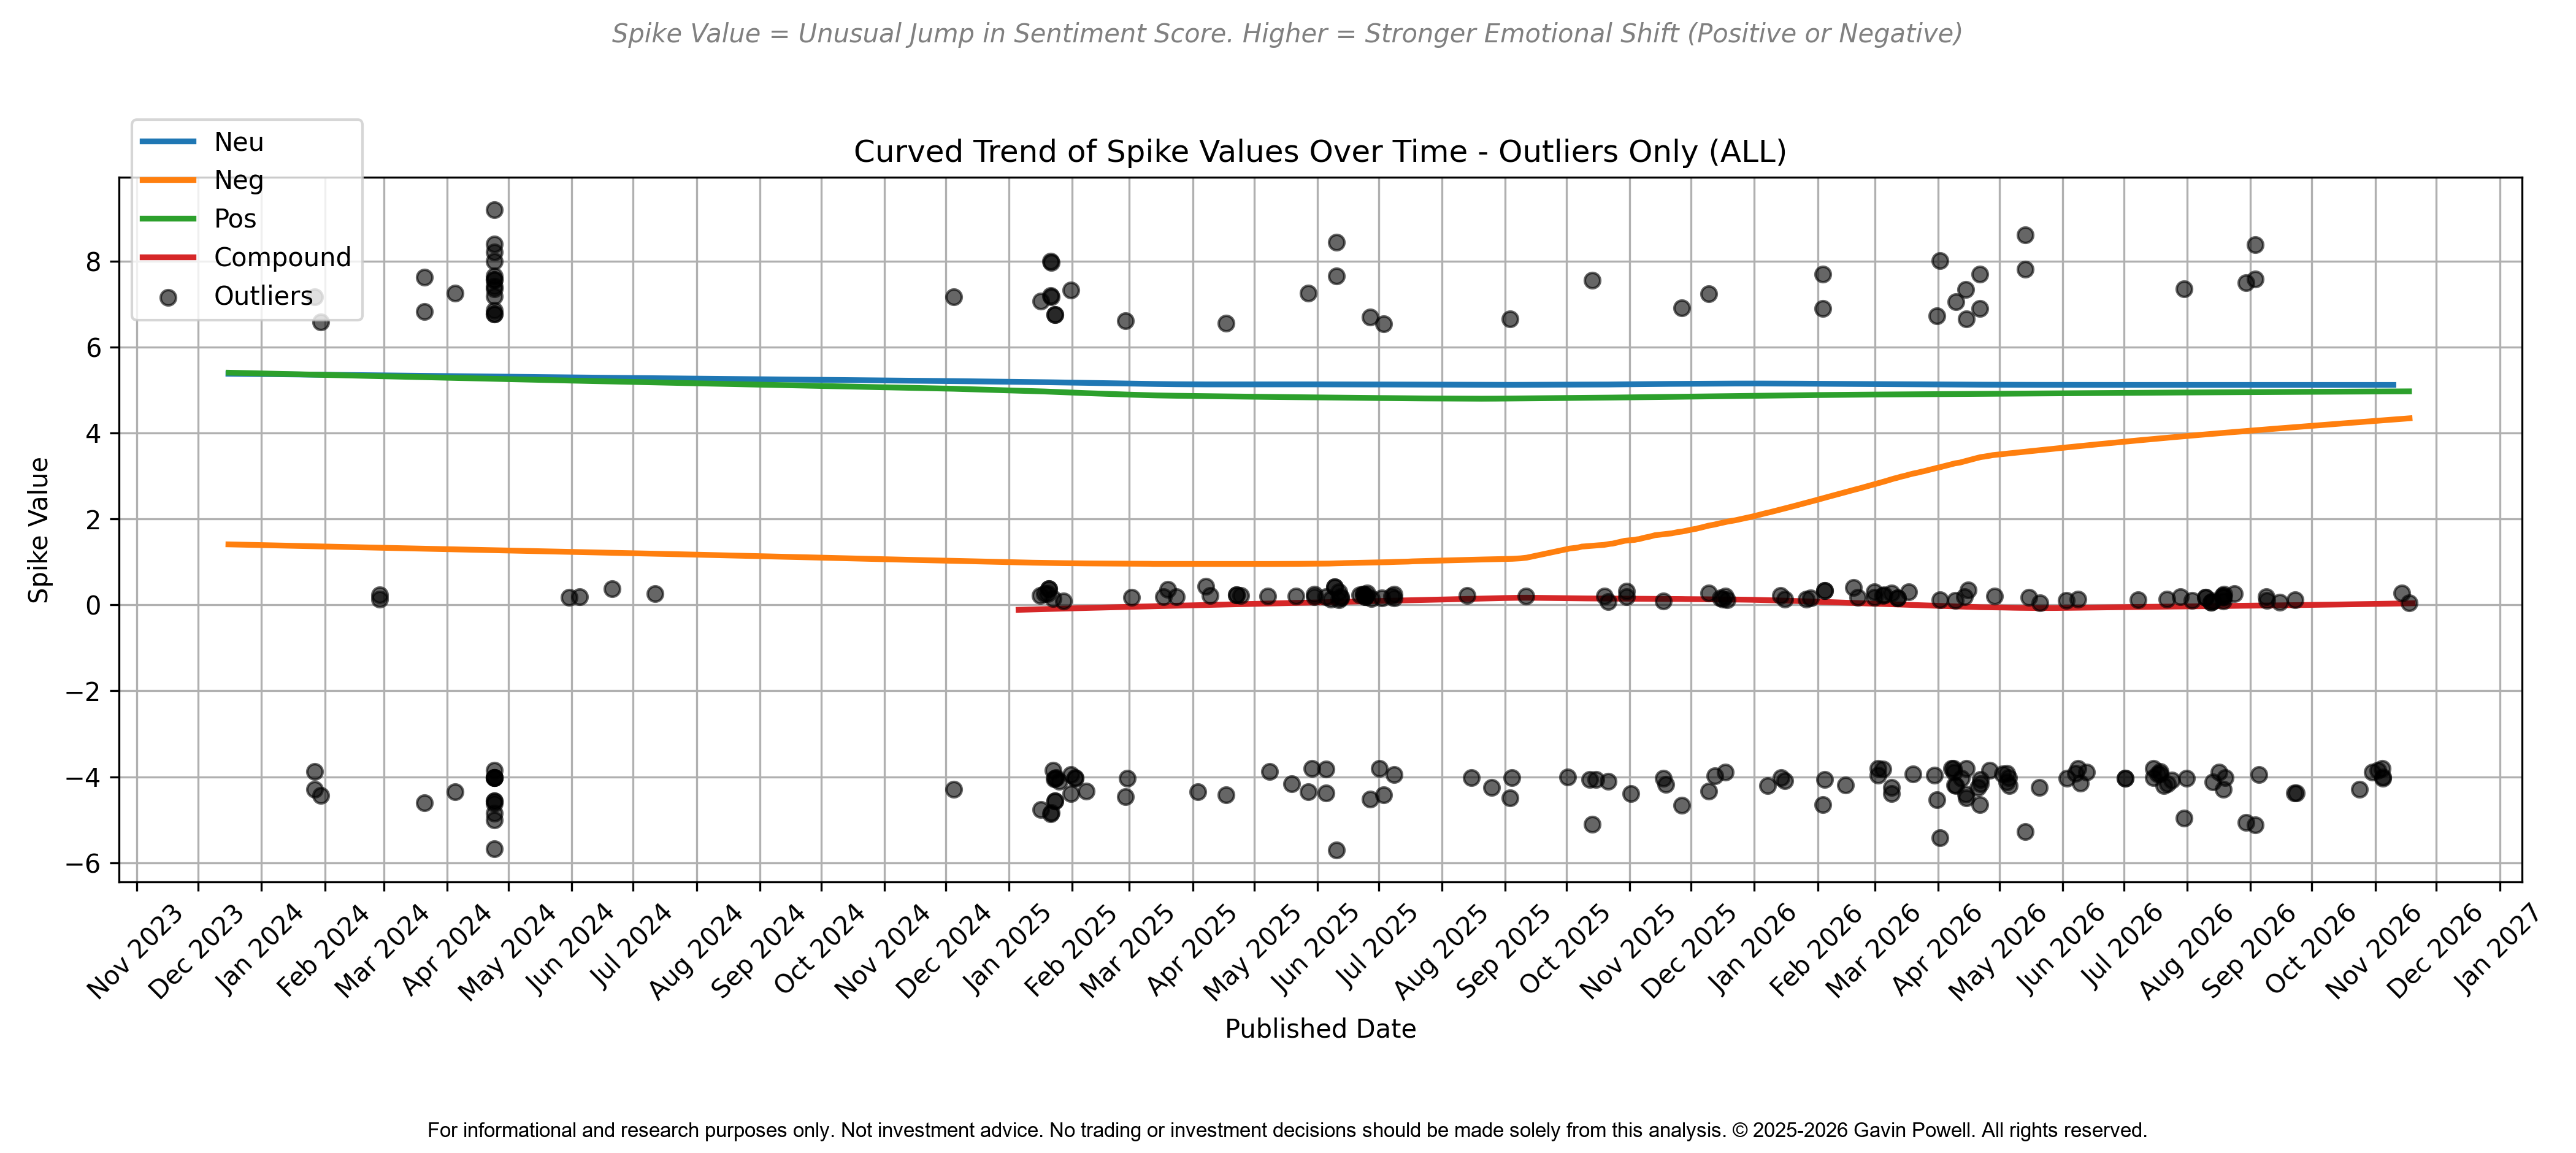 Spike Value = Unusual Jump in Sentiment Score. Higher = Stronger Emotional Shift (Positive or Negative)
Curved Trend of Spike Values Over Time - Outliers Only (ALL)
Neu
Neg
Pos
Compound
Outliers
Spike Value
8
6
4
2
0
−2
−4
−6
Nov 2023
Dec 2023
Jan 2024
Feb 2024
Mar 2024
Apr 2024
May 2024
Jun 2024
Jul 2024
Aug 2024
Sep 2024
Oct 2024
Nov 2024
Dec 2024
Jan 2025
Feb 2025
Mar 2025
Apr 2025
May 2025
Jun 2025
Jul 2025
Aug 2025
Sep 2025
Oct 2025
Nov 2025
Dec 2025
Jan 2026
Feb 2026
Mar 2026
Apr 2026
May 2026
Jun 2026
Jul 2026
Aug 2026
Sep 2026
Oct 2026
Nov 2026
Dec 2026
Jan 2027
Published Date
For informational and research purposes only. Not investment advice. No trading or investment decisions should be made solely from this analysis. © 2025-2026 Gavin Powell. All rights reserved.